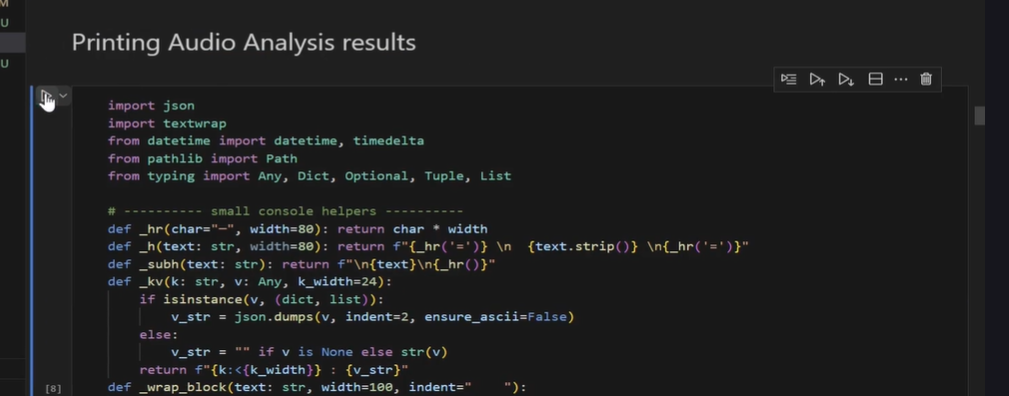 M
U
U
Printing Audio Analysis results
import json
import textwrap
from datetime import datetime, timedelta
from pathlib import Path
from typing import Any, Dict, Optional, Tuple, List
# ---------- small console helpers ----------
def _hr(char="—", width=80): return char * width
def _h(text: str, width=80): return f"{_hr('=')} \n  {text.strip()} \n{_hr('=')}"
def _subh(text: str): return f"\n{text}\n{_hr()}"
def _kv(k: str, v: Any, k_width=24):
    if isinstance(v, (dict, list)):
        v_str = json.dumps(v, indent=2, ensure_ascii=False)
    else:
        v_str = "" if v is None else str(v)
    return f"{k:<{k_width}} : {v_str}"
[8]
def _wrap_block(text: str, width=100, indent="    "):